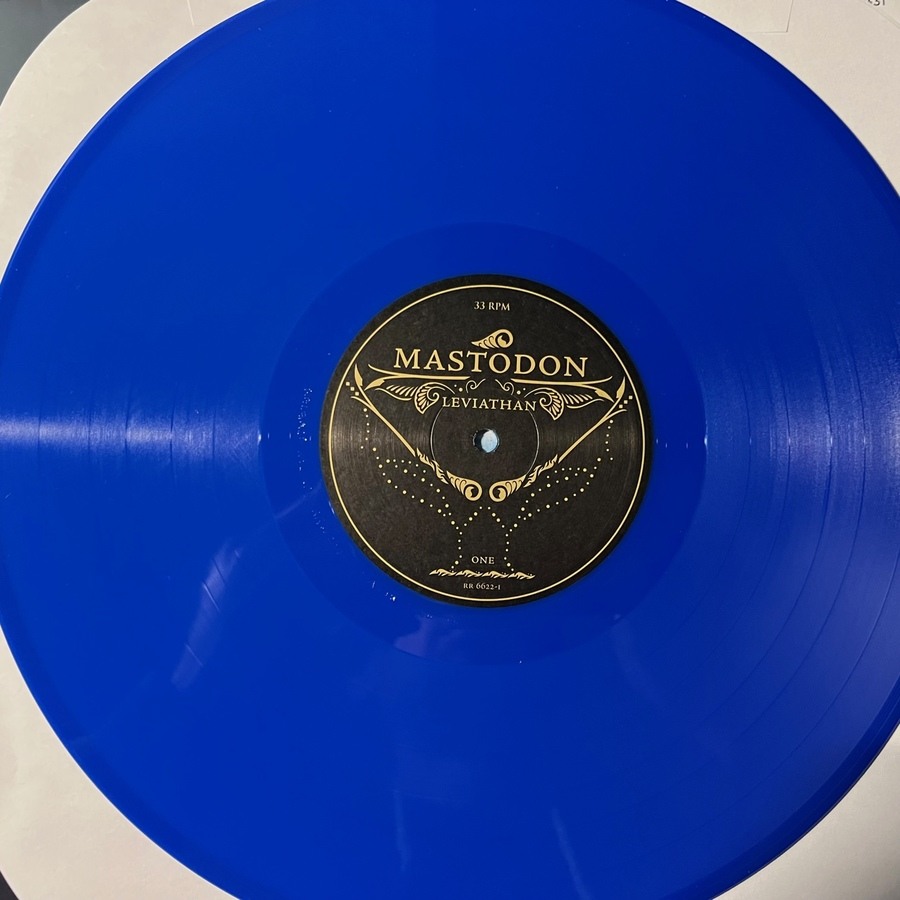 33 RPM
MASTODON
LEVIATHAN
ONE
RR 6622-1